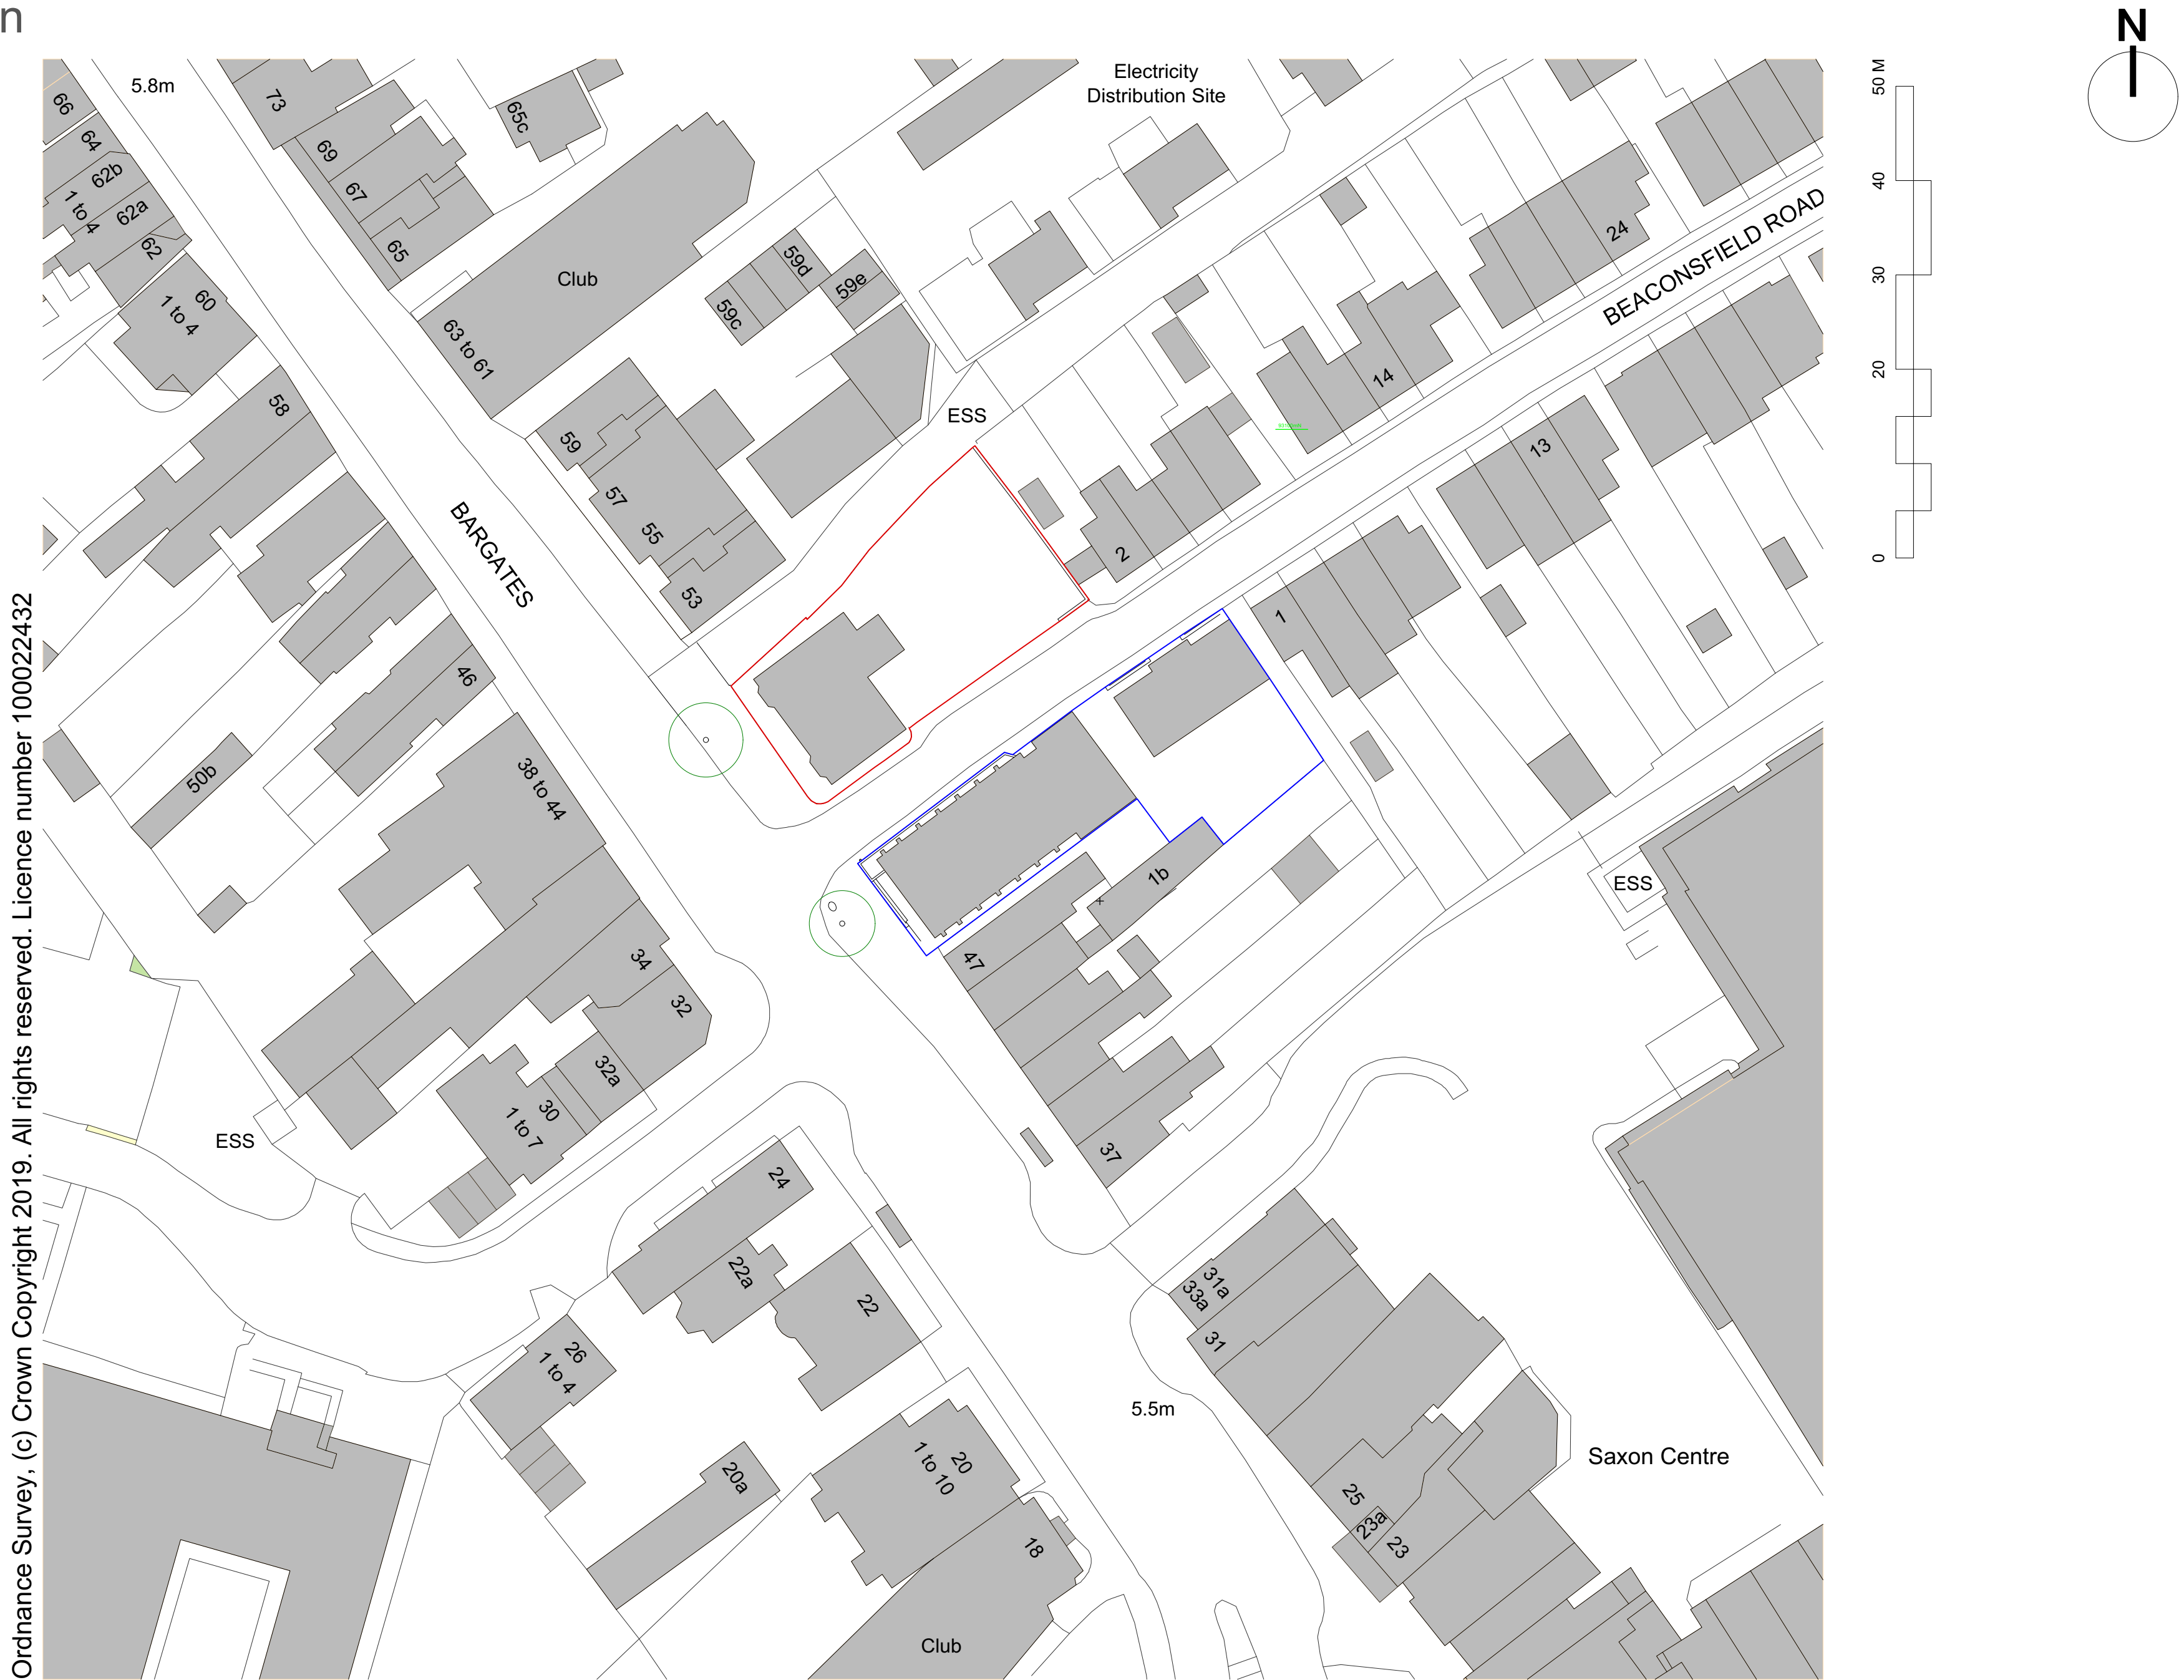 n
N
5.8m
Electricity
Distribution Site
50 M
40
30
20
10
0
66
64
62b
1 to 4
62a
62
60
1 to 4
58
73
69
67
65
65c
Club
63 to 61
59d
59e
59c
59
57
55
53
ESS
BARGATES
BEACONSFIELD ROAD
24
14
2
13
1
46
50b
38 to 44
34
32
32a
30
1 to 7
ESS
47
1b
37
ESS
24
22a
22
26
1 to 4
20a
20
1 to 10
18
Club
31a
33a
31
5.5m
25
23a
23
Saxon Centre
Ordnance Survey, (c) Crown Copyright 2019. All rights reserved. Licence number 100022432